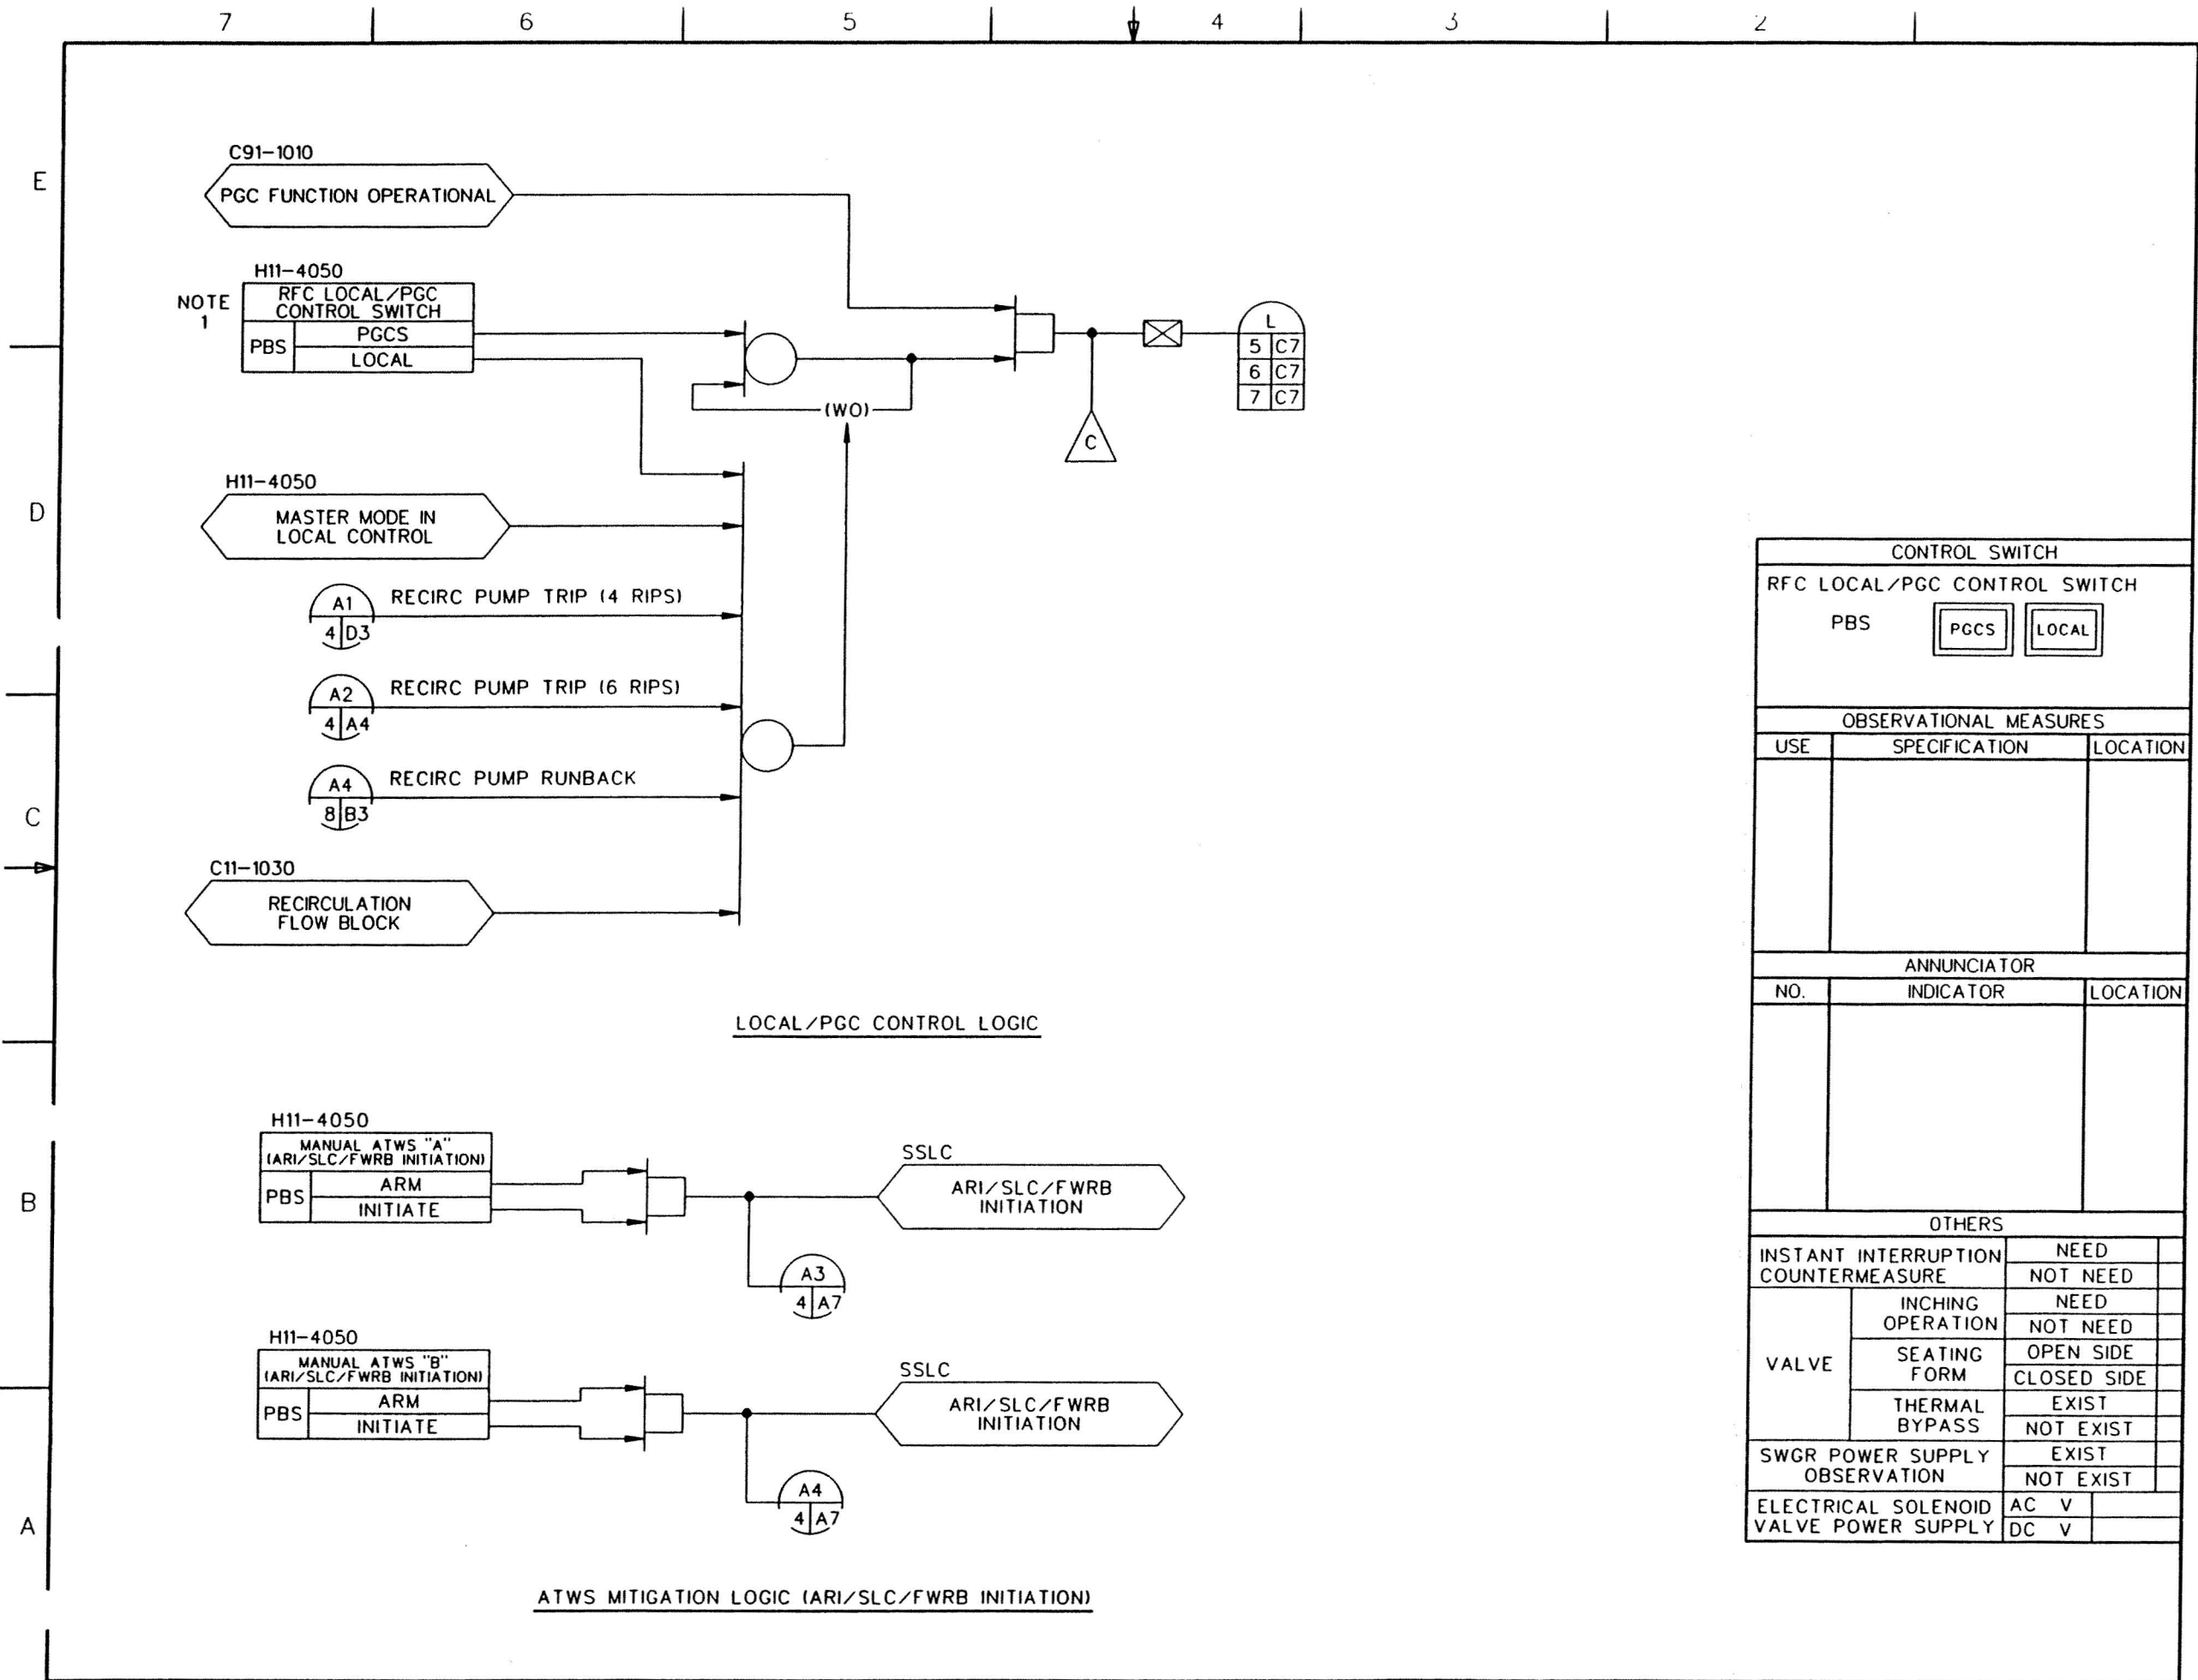 7 6 5 4 3 2
E
C91-1010
PGC FUNCTION OPERATIONAL
H11-4050
NOTE
1
RFC LOCAL/PGC
CONTROL SWITCH
PBS
PGCS
LOCAL
L
5 C7
6 C7
7 C7
(WO)
C
D
H11-4050
MASTER MODE IN
LOCAL CONTROL
A1
4 D3
RECIRC PUMP TRIP (4 RIPS)
A2
4 A4
RECIRC PUMP TRIP (6 RIPS)
A4
8 B3
RECIRC PUMP RUNBACK
C
C11-1030
RECIRCULATION
FLOW BLOCK
LOCAL/PGC CONTROL LOGIC
B
H11-4050
MANUAL ATWS "A"
(ARI/SLC/FWRB INITIATION)
PBS
ARM
INITIATE
SSLC
ARI/SLC/FWRB
INITIATION
A3
4 A7
H11-4050
MANUAL ATWS "B"
(ARI/SLC/FWRB INITIATION)
PBS
ARM
INITIATE
SSLC
ARI/SLC/FWRB
INITIATION
A4
4 A7
A
ATWS MITIGATION LOGIC (ARI/SLC/FWRB INITIATION)
CONTROL SWITCH
RFC LOCAL/PGC CONTROL SWITCH
PBS PGCS LOCAL
OBSERVATIONAL MEASURES
USE SPECIFICATION LOCATION
ANNUNCIATOR
NO. INDICATOR LOCATION
OTHERS
INSTANT INTERRUPTION
COUNTERMEASURE
NEED
NOT NEED
VALVE
INCHING
OPERATION
NEED
NOT NEED
SEATING
FORM
OPEN SIDE
CLOSED SIDE
THERMAL
BYPASS
EXIST
NOT EXIST
SWGR POWER SUPPLY
OBSERVATION
EXIST
NOT EXIST
ELECTRICAL SOLENOID
VALVE POWER SUPPLY
AC V
DC V